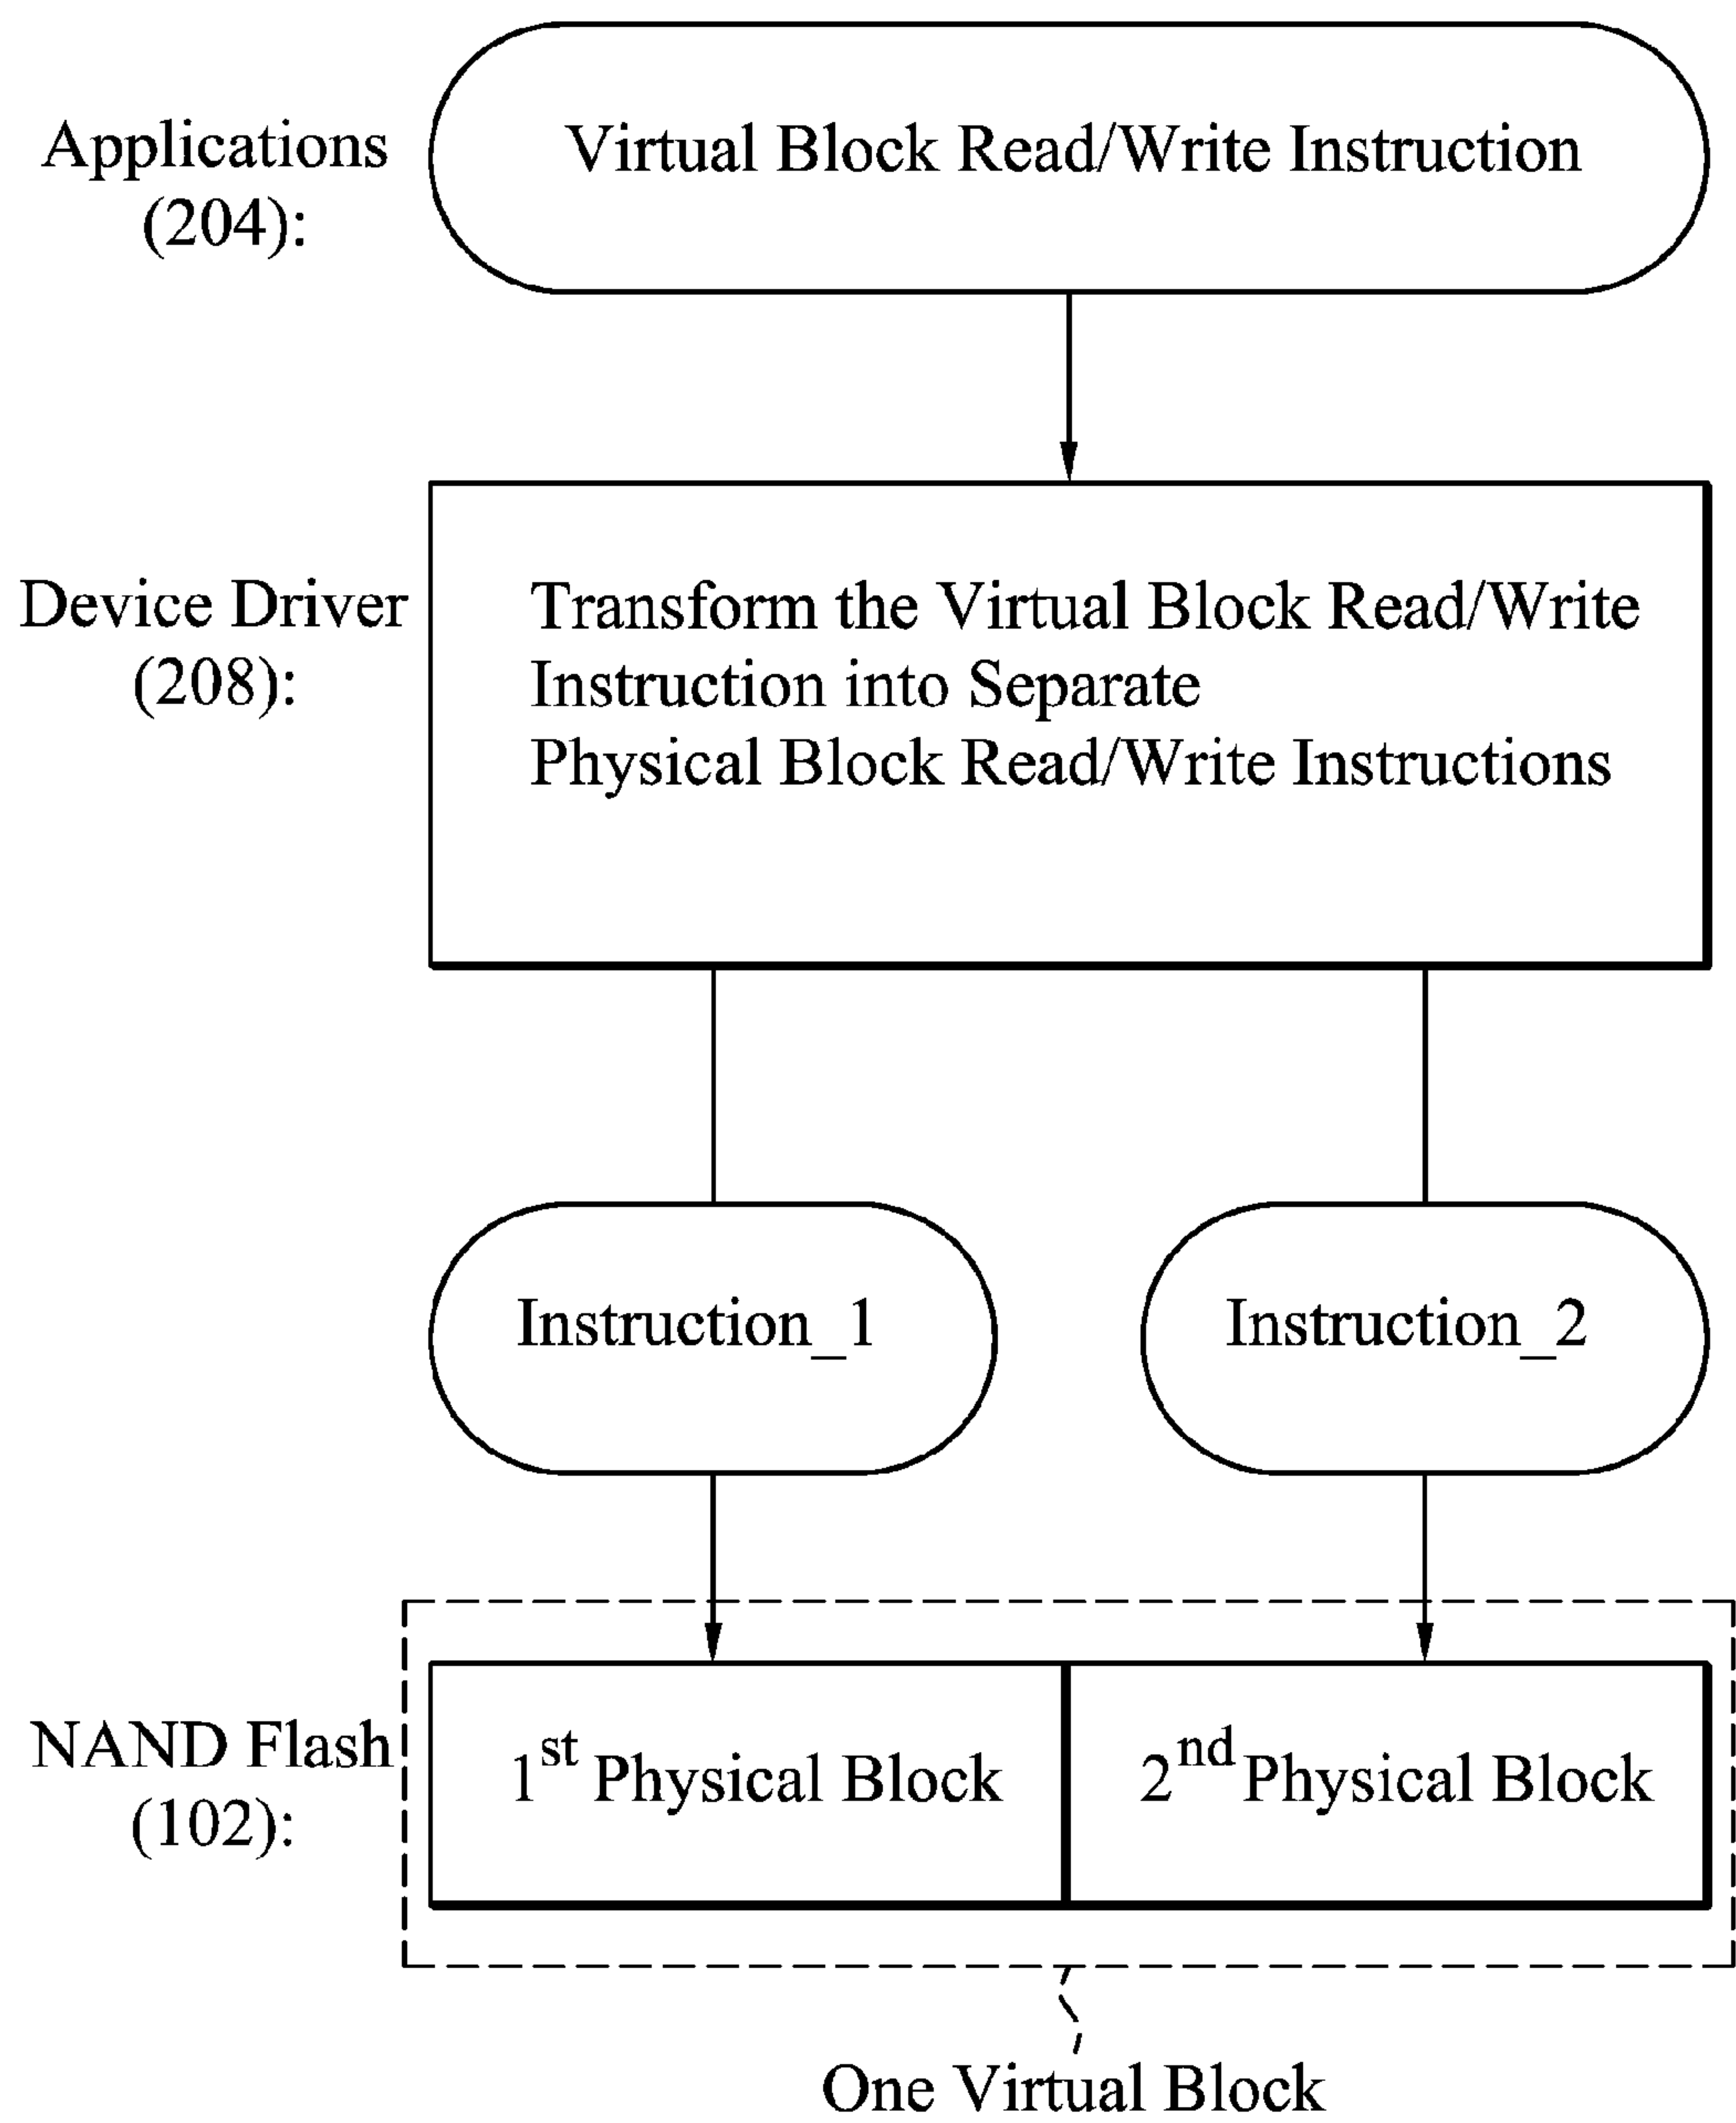 Applications
(204):
Virtual Block Read/Write Instruction
Device Driver
(208):
Transform the Virtual Block Read/Write
Instruction into Separate
Physical Block Read/Write Instructions
Instruction_1
Instruction_2
NAND Flash
(102):
1st Physical Block
2nd Physical Block
One Virtual Block